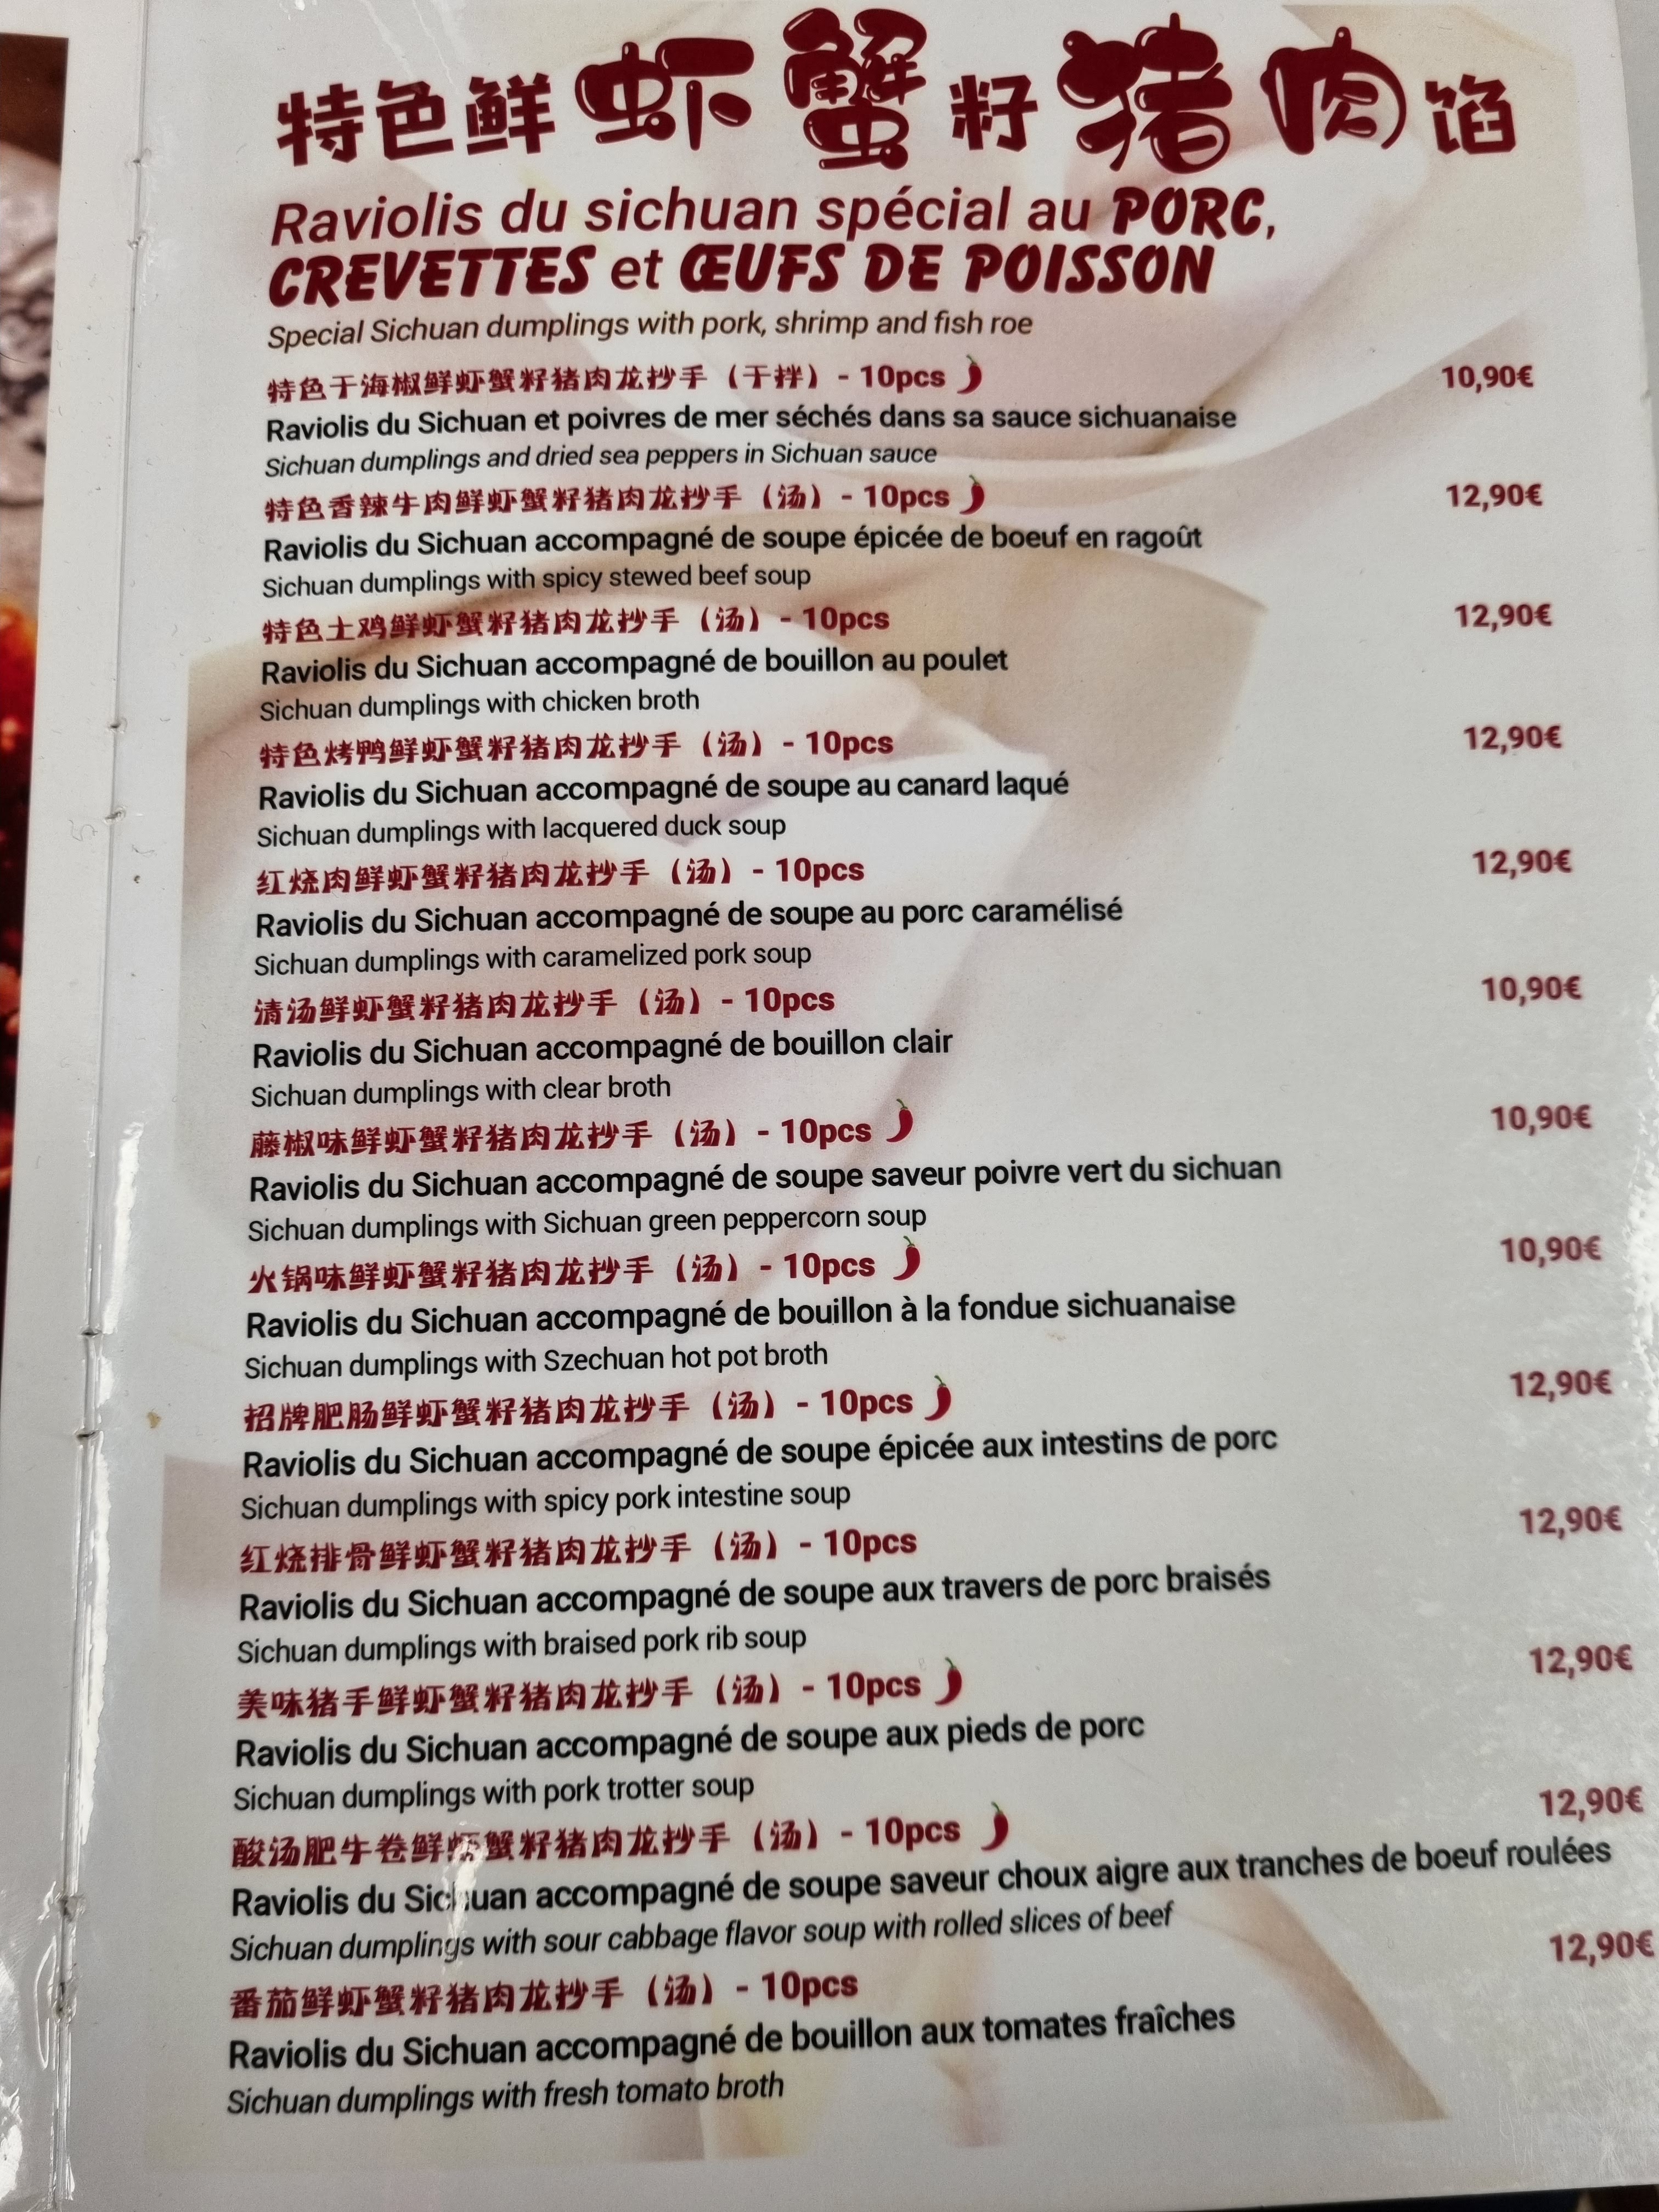 特色鲜虾蟹籽猪肉馅
Raviolis du sichuan spécial au PORC,
CREVETTES et ŒUFS DE POISSON
Special Sichuan dumplings with pork, shrimp and fish roe
特色干海椒鲜虾蟹籽猪肉龙抄手（干拌）- 10pcs 10,90€
Raviolis du Sichuan et poivres de mer séchés dans sa sauce sichuanaise
Sichuan dumplings and dried sea peppers in Sichuan sauce
特色香辣牛肉鲜虾蟹籽猪肉龙抄手（汤）- 10pcs 12,90€
Raviolis du Sichuan accompagné de soupe épicée de boeuf en ragoût
Sichuan dumplings with spicy stewed beef soup
特色土鸡鲜虾蟹籽猪肉龙抄手（汤）- 10pcs 12,90€
Raviolis du Sichuan accompagné de bouillon au poulet
Sichuan dumplings with chicken broth
特色烤鸭鲜虾蟹籽猪肉龙抄手（汤）- 10pcs 12,90€
Raviolis du Sichuan accompagné de soupe au canard laqué
Sichuan dumplings with lacquered duck soup
红烧肉鲜虾蟹籽猪肉龙抄手（汤）- 10pcs 12,90€
Raviolis du Sichuan accompagné de soupe au porc caramélisé
Sichuan dumplings with caramelized pork soup
清汤鲜虾蟹籽猪肉龙抄手（汤）- 10pcs 10,90€
Raviolis du Sichuan accompagné de bouillon clair
Sichuan dumplings with clear broth
藤椒味鲜虾蟹籽猪肉龙抄手（汤）- 10pcs 10,90€
Raviolis du Sichuan accompagné de soupe saveur poivre vert du sichuan
Sichuan dumplings with Sichuan green peppercorn soup
火锅味鲜虾蟹籽猪肉龙抄手（汤）- 10pcs 10,90€
Raviolis du Sichuan accompagné de bouillon à la fondue sichuanaise
Sichuan dumplings with Szechuan hot pot broth
招牌肥肠鲜虾蟹籽猪肉龙抄手（汤）- 10pcs 12,90€
Raviolis du Sichuan accompagné de soupe épicée aux intestins de porc
Sichuan dumplings with spicy pork intestine soup
红烧排骨鲜虾蟹籽猪肉龙抄手（汤）- 10pcs 12,90€
Raviolis du Sichuan accompagné de soupe aux travers de porc braisés
Sichuan dumplings with braised pork rib soup
美味猪手鲜虾蟹籽猪肉龙抄手（汤）- 10pcs 12,90€
Raviolis du Sichuan accompagné de soupe aux pieds de porc
Sichuan dumplings with pork trotter soup
酸汤肥牛卷鲜虾蟹籽猪肉龙抄手（汤）- 10pcs 12,90€
Raviolis du Sichuan accompagné de soupe saveur choux aigre aux tranches de boeuf roulées
Sichuan dumplings with sour cabbage flavor soup with rolled slices of beef
番茄鲜虾蟹籽猪肉龙抄手（汤）- 10pcs 12,90€
Raviolis du Sichuan accompagné de bouillon aux tomates fraîches
Sichuan dumplings with fresh tomato broth